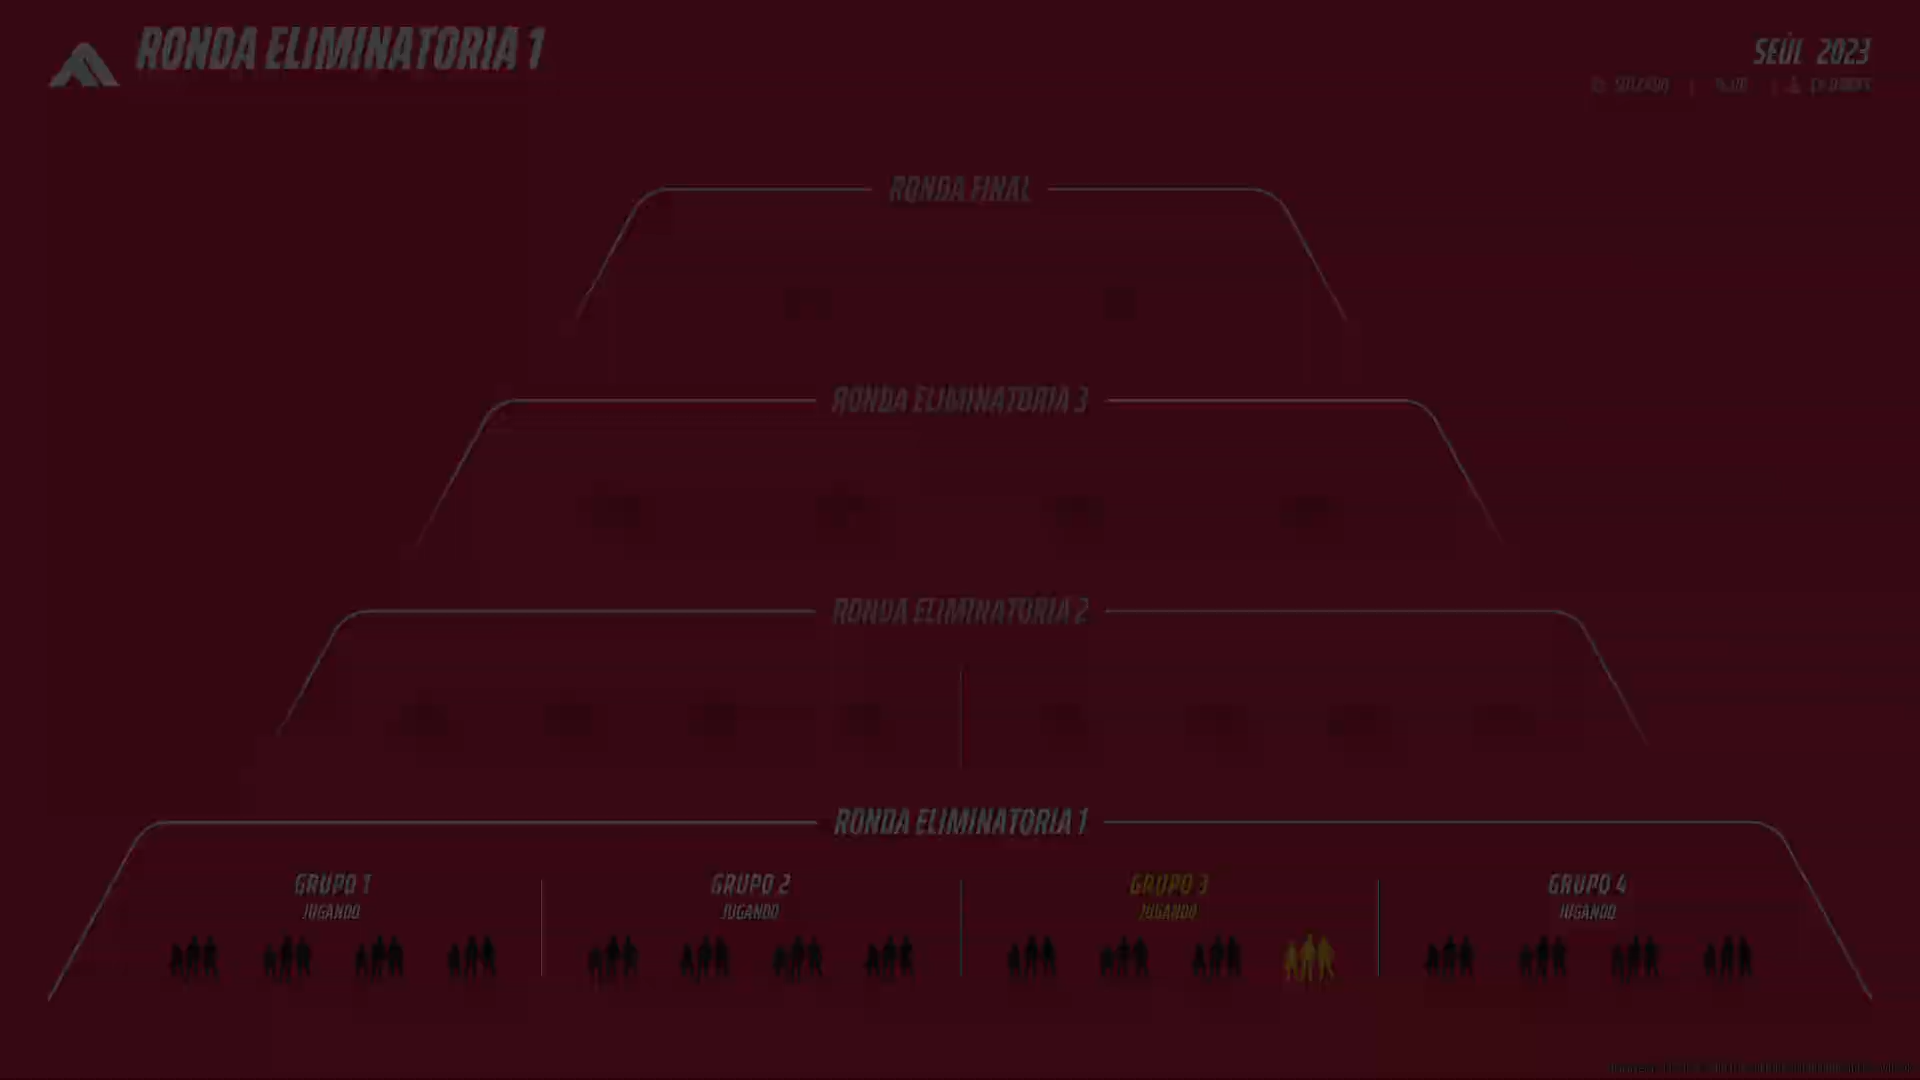 RONDA ELIMINATORIA 1
SEÚL 2023
RONDA FINAL
RONDA ELIMINATORIA 3
RONDA ELIMINATORIA 2
RONDA ELIMINATORIA 1
GRUPO 1
JUGANDO
GRUPO 2
JUGANDO
GRUPO 3
JUGANDO
GRUPO 4
JUGANDO